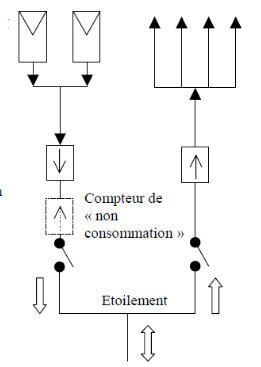 Compteur de
« non
consommation »
Etoilement